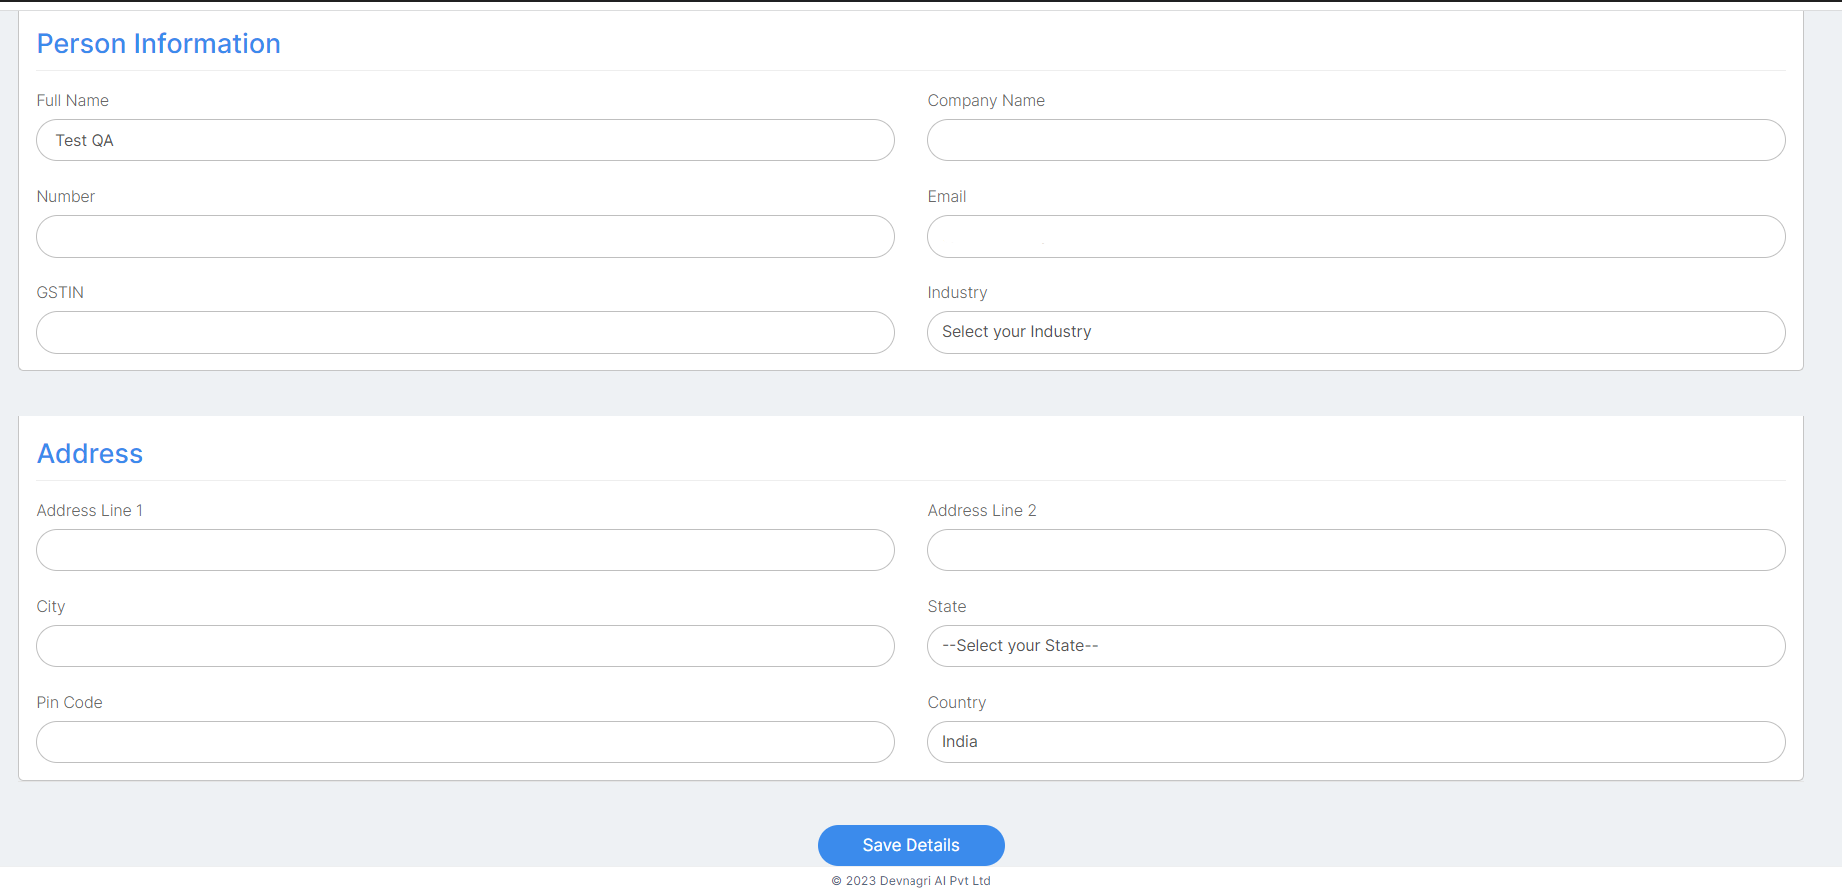 Person Information
Full Name
Company Name
Test QA
Number
Email
GSTIN
Industry
Select your Industry
Address
Address Line 1
Address Line 2
City
State
--Select your State--
Pin Code
Country
India
Save Details
© 2023 Devnagri AI Pvt Ltd